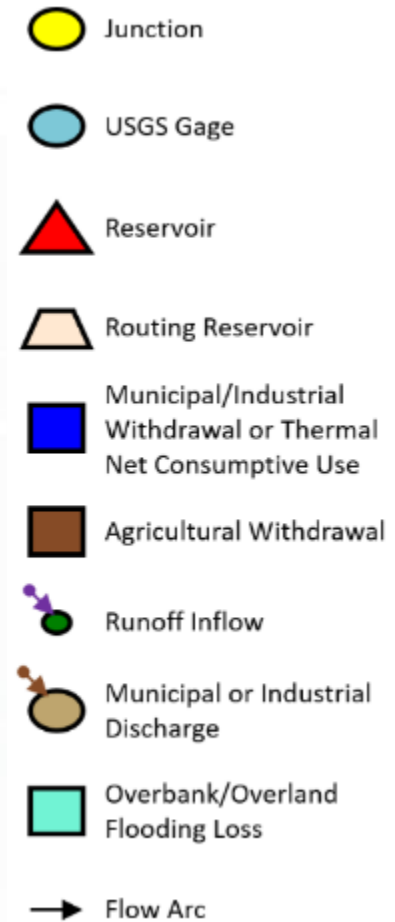 Junction
USGS Gage
Reservoir
Routing Reservoir
Municipal/Industrial
Withdrawal or Thermal
Net Consumptive Use
Agricultural Withdrawal
Runoff Inflow
Municipal or Industrial
Discharge
Overbank/Overland
Flooding Loss
Flow Arc